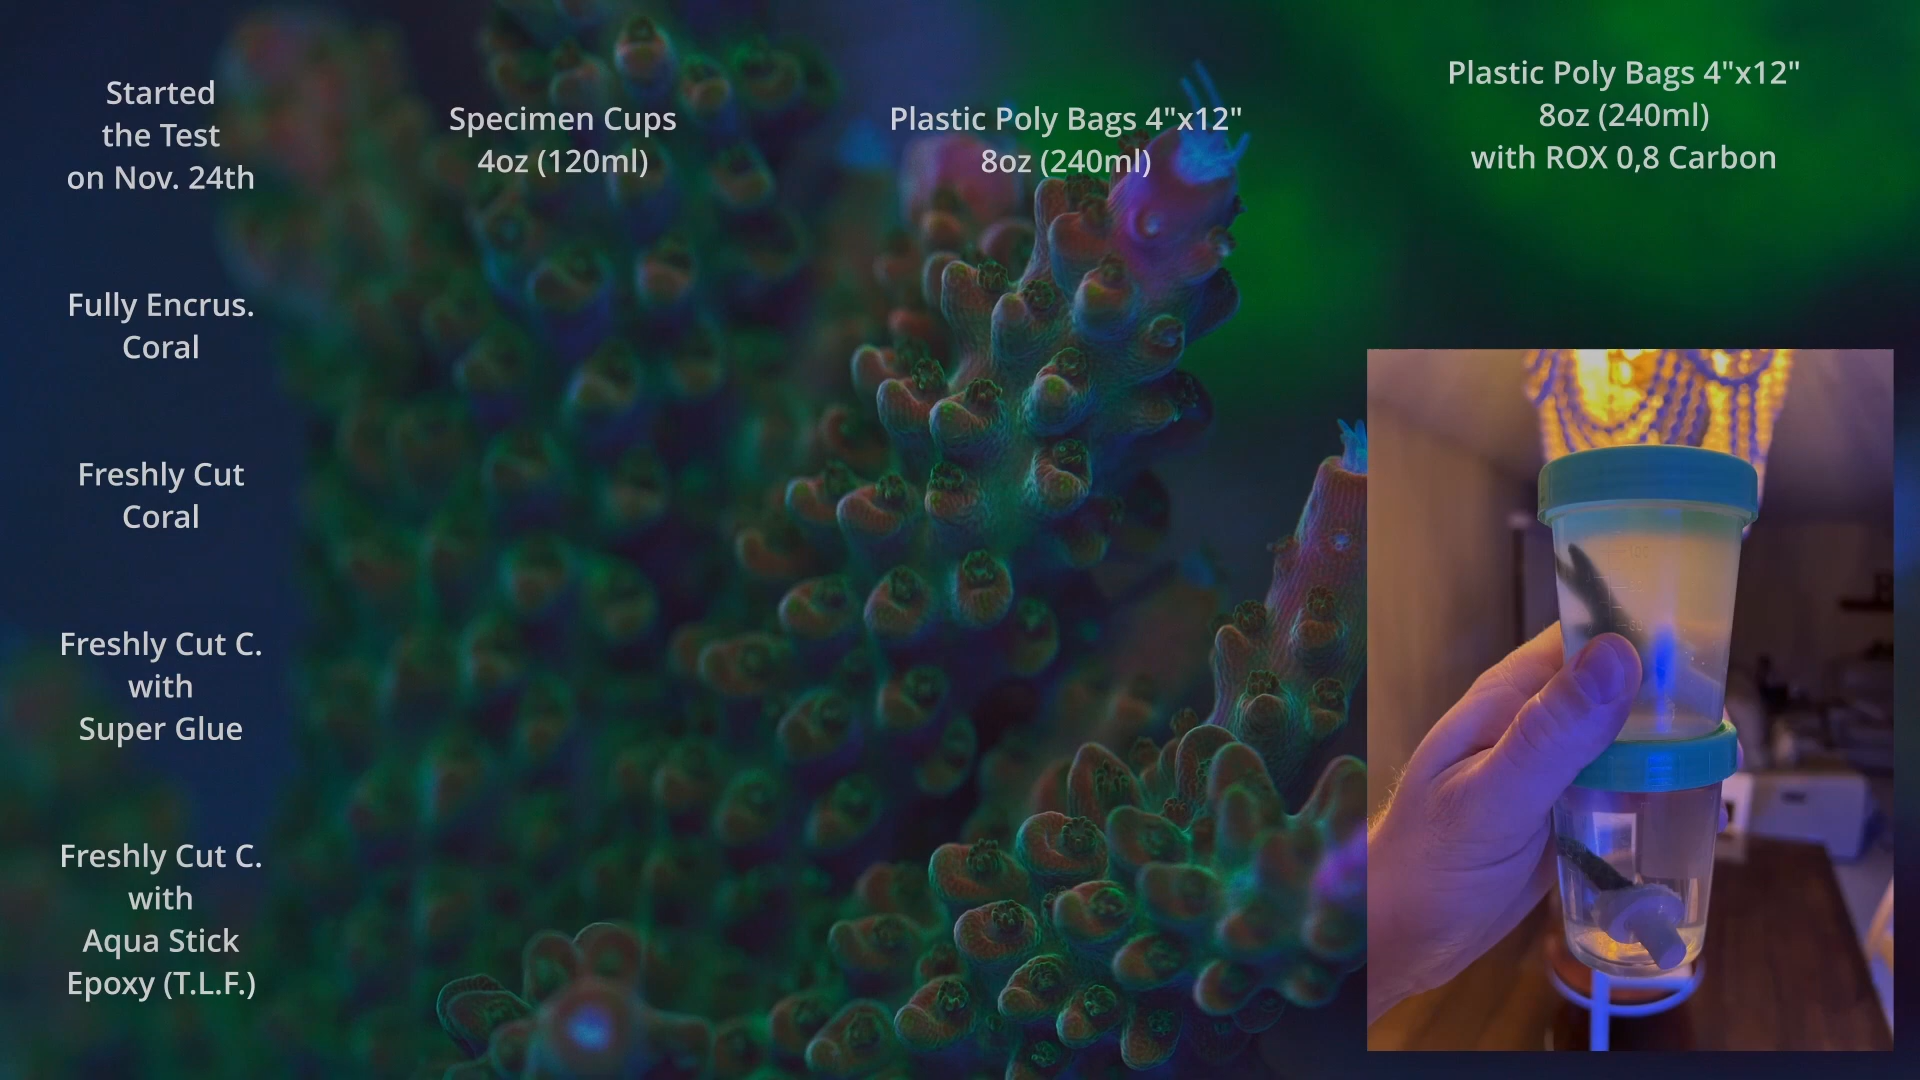 Started
the Test
on Nov. 24th
Specimen Cups
4oz (120ml)
Plastic Poly Bags 4"x12"
8oz (240ml)
Plastic Poly Bags 4"x12"
8oz (240ml)
with ROX 0,8 Carbon
Fully Encrus.
Coral
Freshly Cut
Coral
Freshly Cut C.
with
Super Glue
Freshly Cut C.
with
Aqua Stick
Epoxy (T.L.F.)